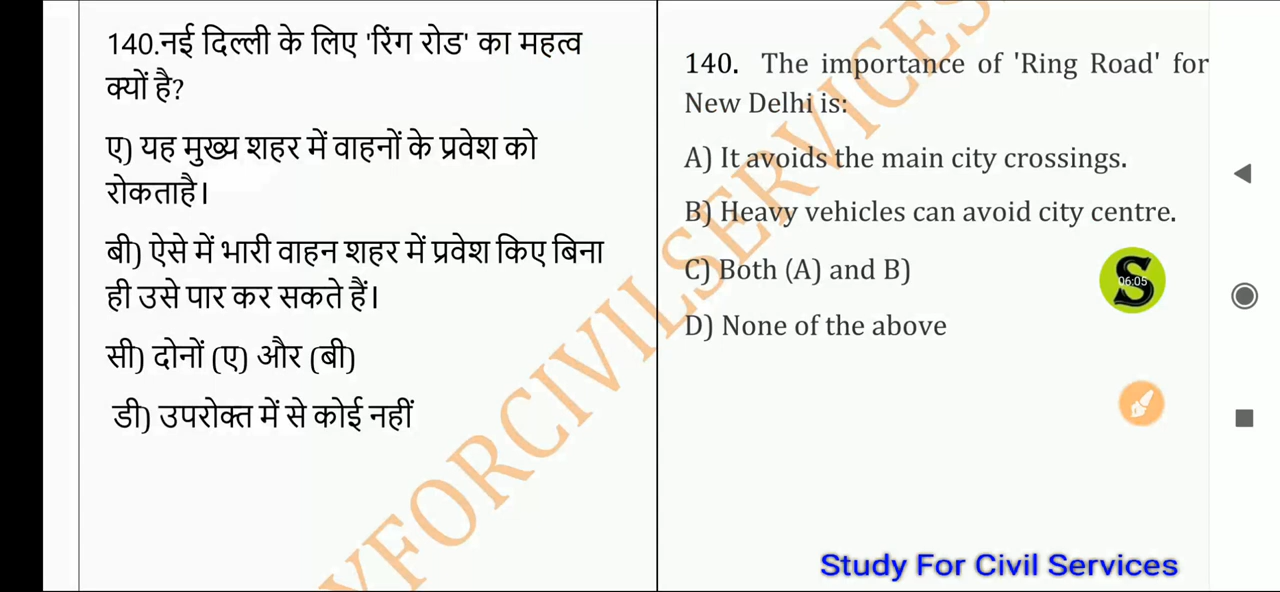 140.नई दिल्ली के लिए 'रिंग रोड' का महत्व
क्यों है?
ए) यह मुख्य शहर में वाहनों के प्रवेश को
रोकताहै।
बी) ऐसे में भारी वाहन शहर में प्रवेश किए बिना
ही उसे पार कर सकते हैं।
सी) दोनों (ए) और (बी)
डी) उपरोक्त में से कोई नहीं
140. The importance of 'Ring Road' for
New Delhi is:
A) It avoids the main city crossings.
B) Heavy vehicles can avoid city centre.
C) Both (A) and B)
D) None of the above
S
06:05
YFORCIVILSERVICES
Study For Civil Services